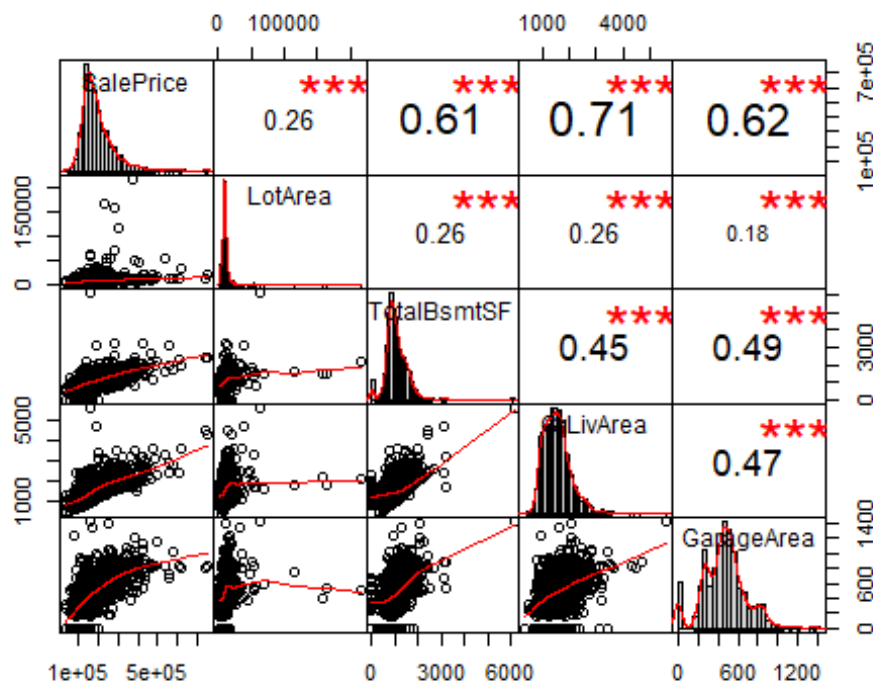 0 100000 1000 4000
SalePrice *** 0.26 *** 0.61 *** 0.71 *** 0.62 1e+05 7e+05
0 150000 LotArea *** 0.26 *** 0.26 *** 0.18
TotalBsmtSF *** 0.45 *** 0.49 0 3000
1000 5000 GrLivArea *** 0.47
GarageArea 0 600 1400
1e+05 5e+05 0 3000 6000 0 600 1200